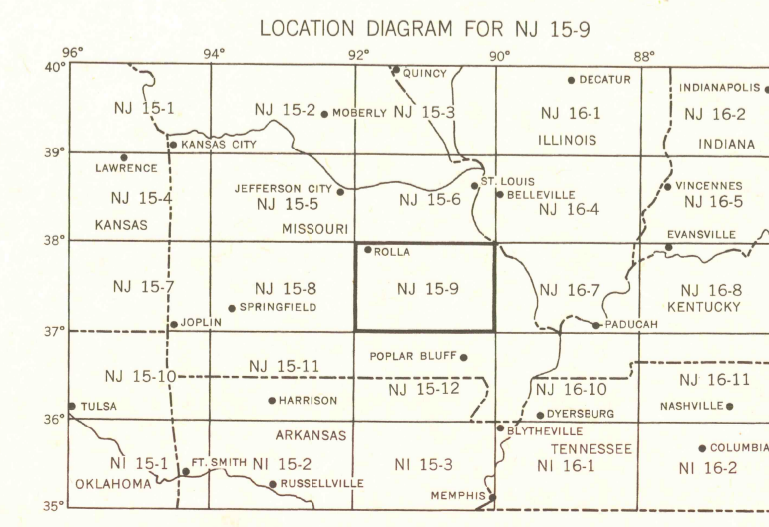 LOCATION DIAGRAM FOR NJ 15-9
96° 94° 92° 90° 88°
40°
QUINCY
DECATUR
INDIANAPOLIS
NJ 15-1 NJ 15-2 MOBERLY NJ 15-3 NJ 16-1 NJ 16-2
KANSAS CITY ILLINOIS INDIANA
39°
LAWRENCE
JEFFERSON CITY ST. LOUIS VINCENNES
NJ 15-4 NJ 15-5 NJ 15-6 BELLEVILLE NJ 16-4 NJ 16-5
KANSAS MISSOURI EVANSVILLE
38°
ROLLA
NJ 15-7 NJ 15-8 NJ 15-9 NJ 16-7 NJ 16-8
SPRINGFIELD KENTUCKY
JOPLIN PADUCAH
37°
POPLAR BLUFF
NJ 15-10 NJ 15-11 NJ 15-12 NJ 16-10 NJ 16-11
TULSA HARRISON DYERSBURG NASHVILLE
36°
ARKANSAS BLYTHEVILLE
TENNESSEE COLUMBIA
NI 15-1 FT. SMITH NI 15-2 NI 15-3 NI 16-1 NI 16-2
OKLAHOMA RUSSELLVILLE MEMPHIS
35°